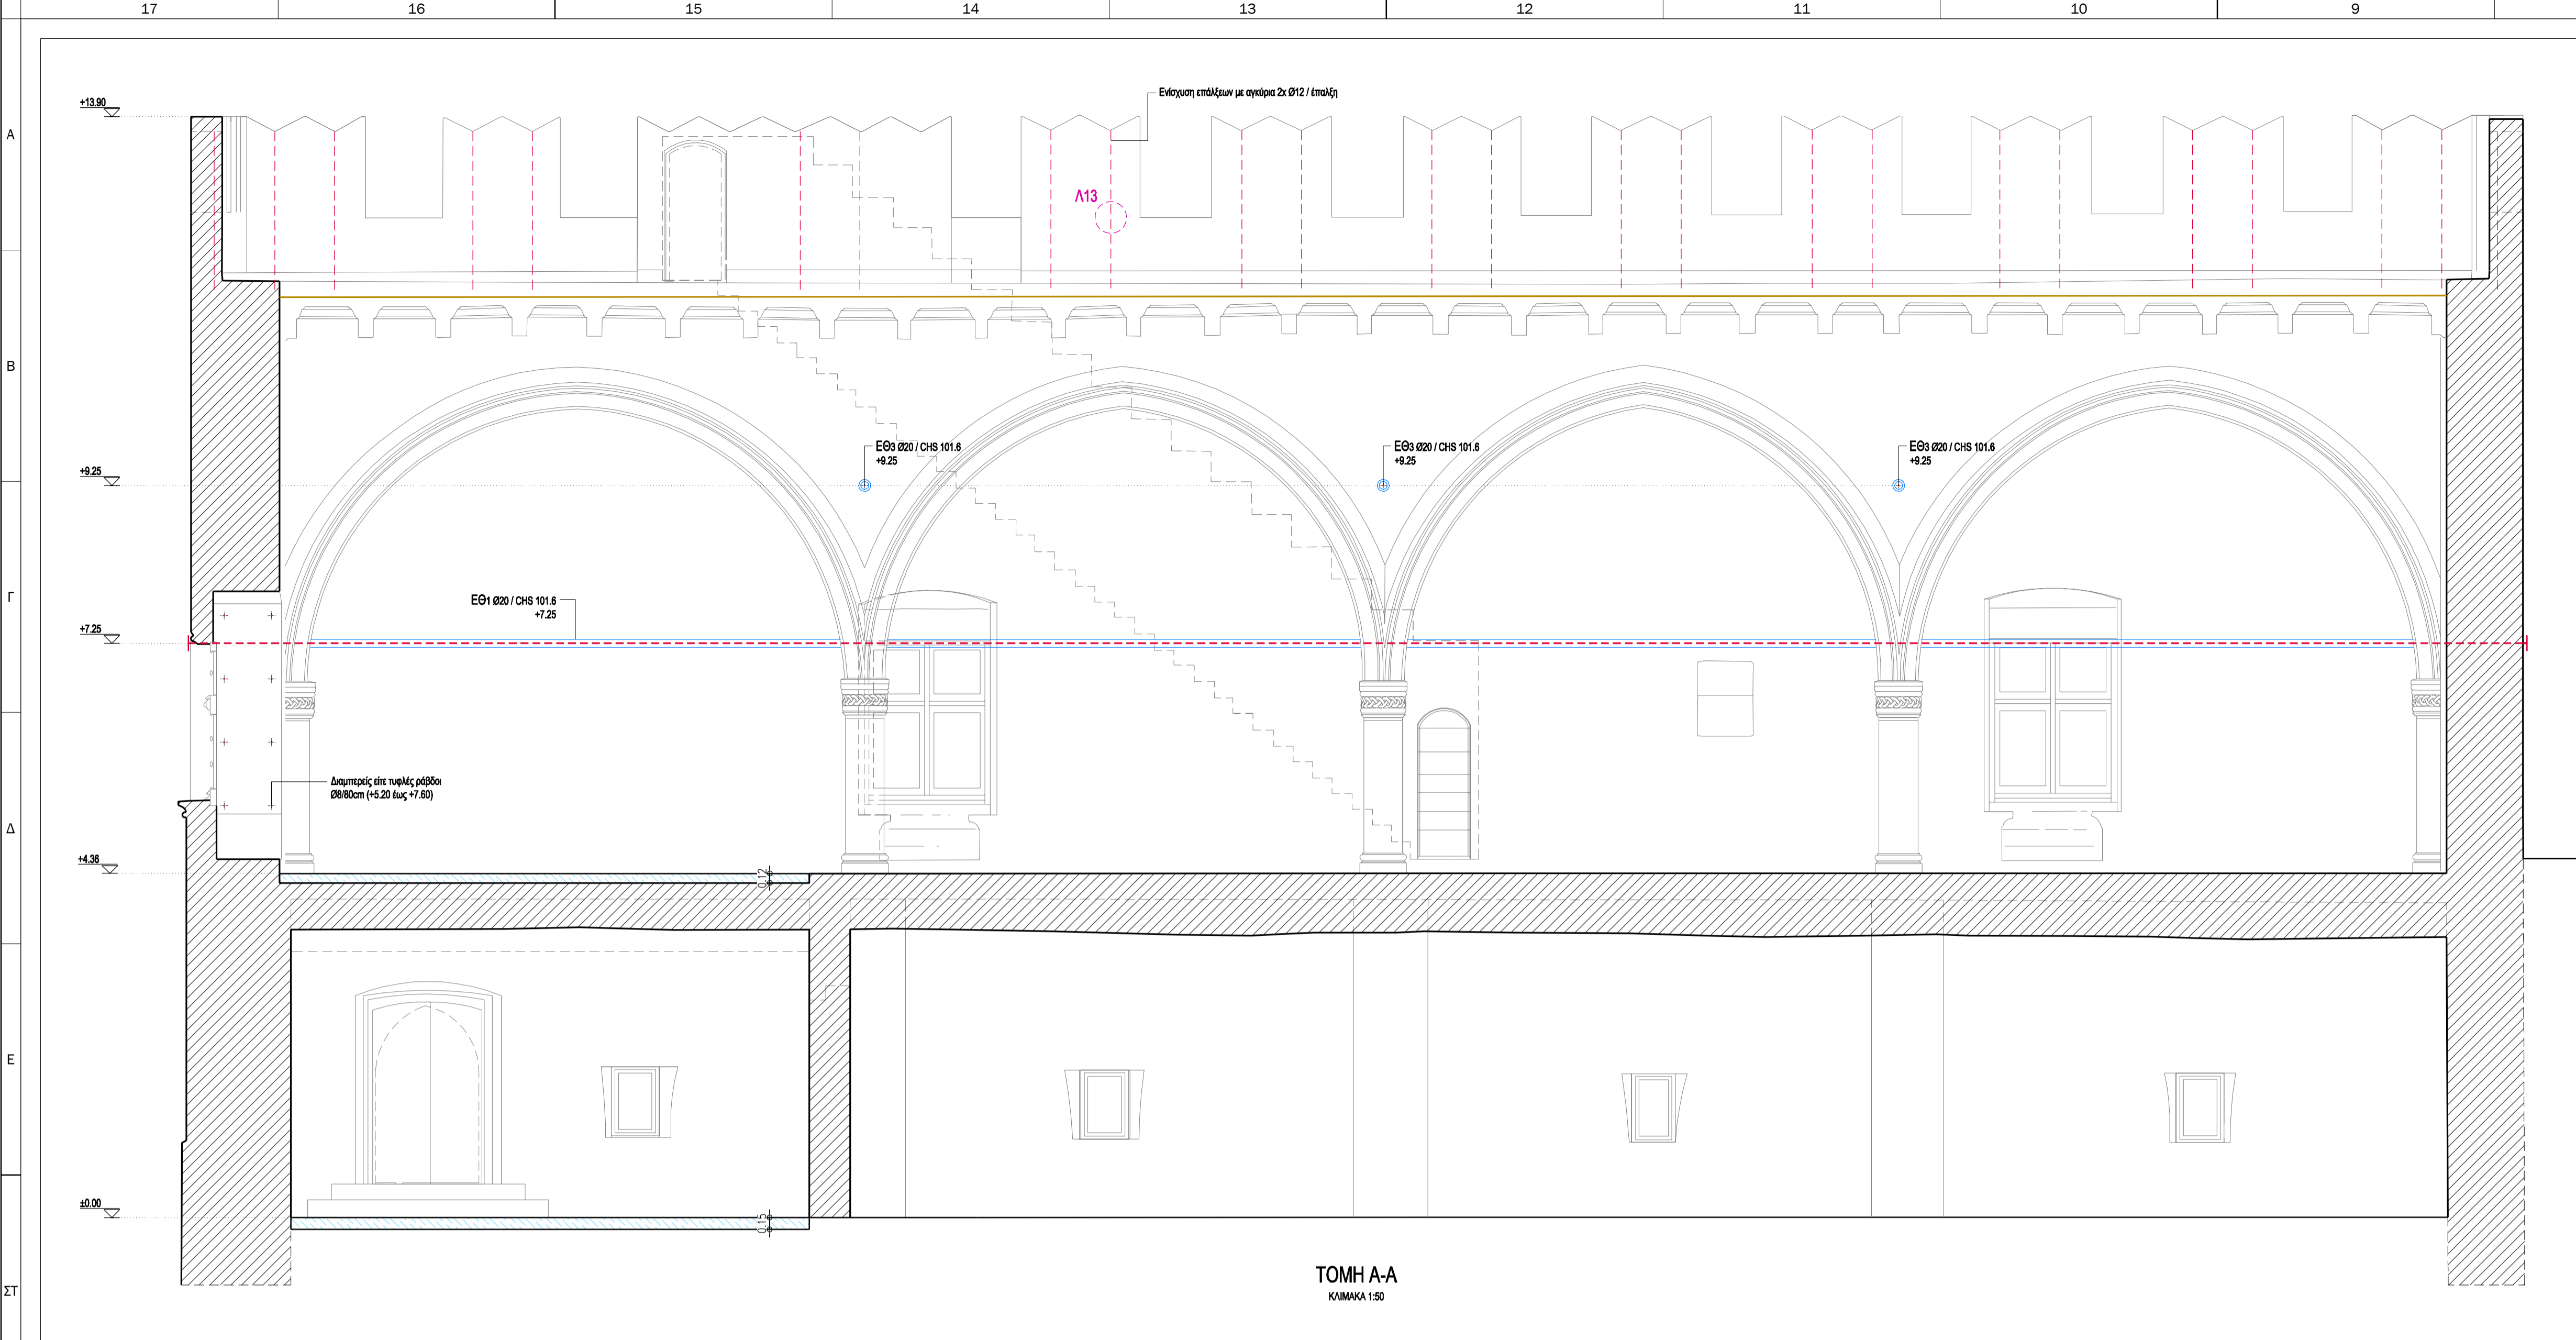 17 16 15 14 13 12 11 10 9
Α
Β
Γ
Δ
Ε
ΣΤ
+13.90
Ενίσχυση επάλξεων με αγκύρια 2x Ø12 / έπαλξη
Λ13
+9.25
ΕΘ3 Ø20 / CHS 101.6
+9.25
ΕΘ3 Ø20 / CHS 101.6
+9.25
ΕΘ3 Ø20 / CHS 101.6
+9.25
ΕΘ1 Ø20 / CHS 101.6
+7.25
+7.25
Διαμπερείς είτε τυφλές ράβδοι
Ø8/80cm (+5.20 έως +7.60)
+4.36
0.12
±0.00
0.15
ΤΟΜΗ Α-Α
ΚΛΙΜΑΚΑ 1:50